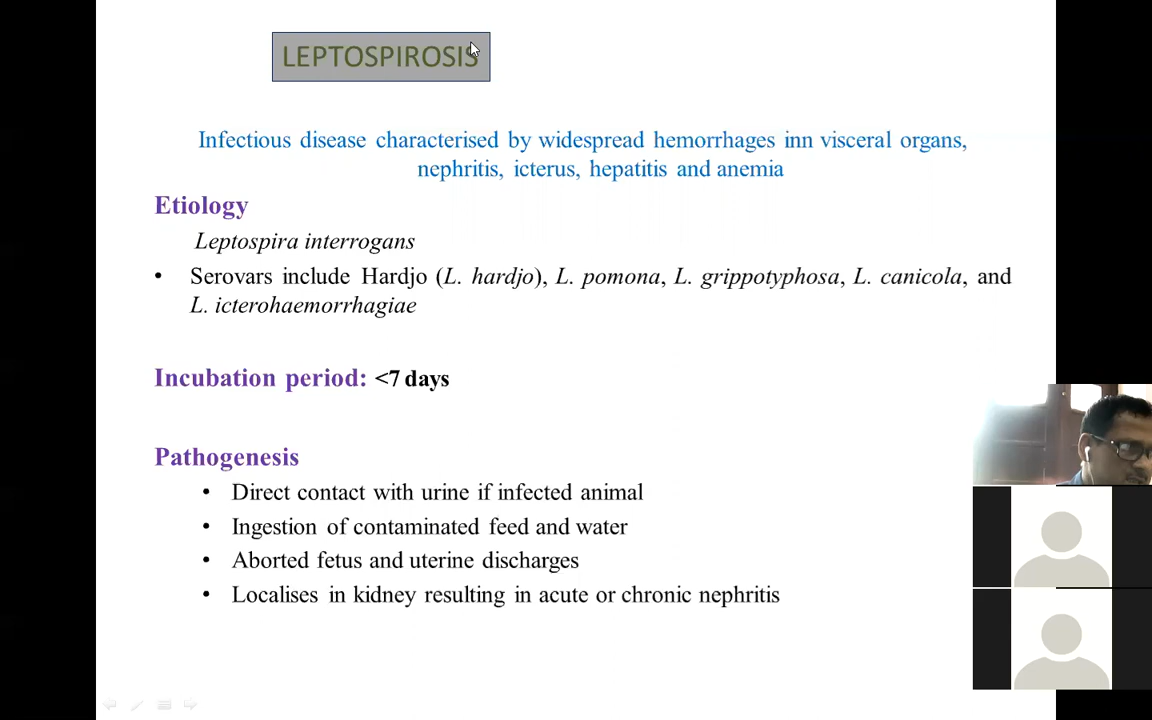 LEPTOSPIROSIS
Infectious disease characterised by widespread hemorrhages inn visceral organs,
nephritis, icterus, hepatitis and anemia
Etiology
Leptospira interrogans
• Serovars include Hardjo (L. hardjo), L. pomona, L. grippotyphosa, L. canicola, and
L. icterohaemorrhagiae
Incubation period: <7 days
Pathogenesis
• Direct contact with urine if infected animal
• Ingestion of contaminated feed and water
• Aborted fetus and uterine discharges
• Localises in kidney resulting in acute or chronic nephritis